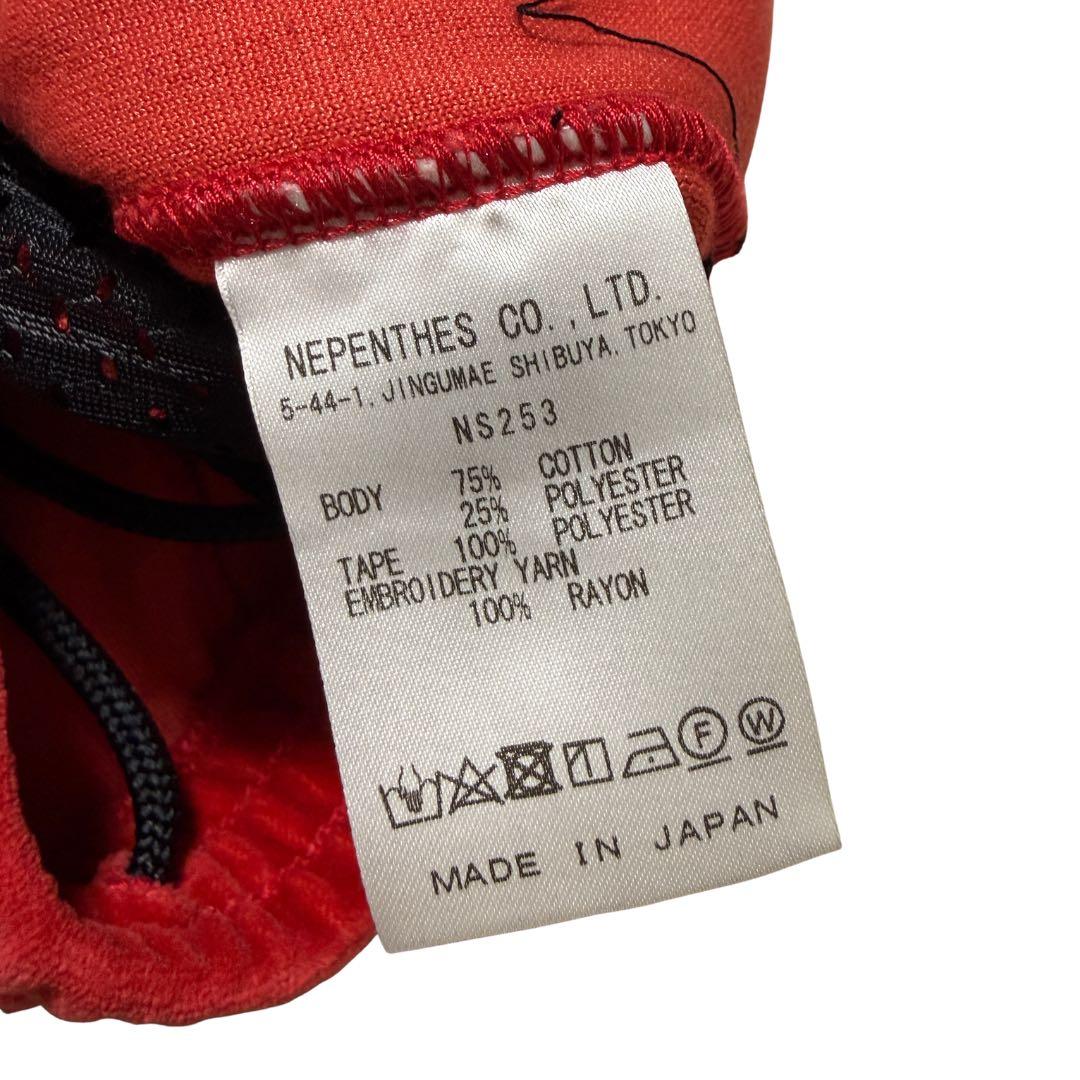 NEPENTHES CO.,LTD.
5-44-1.JINGUMAE SHIBUYA.TOKYO
NS253
BODY 75% COTTON
25% POLYESTER
TAPE 100% POLYESTER
EMBROIDERY YARN
100% RAYON
F W
MADE IN JAPAN